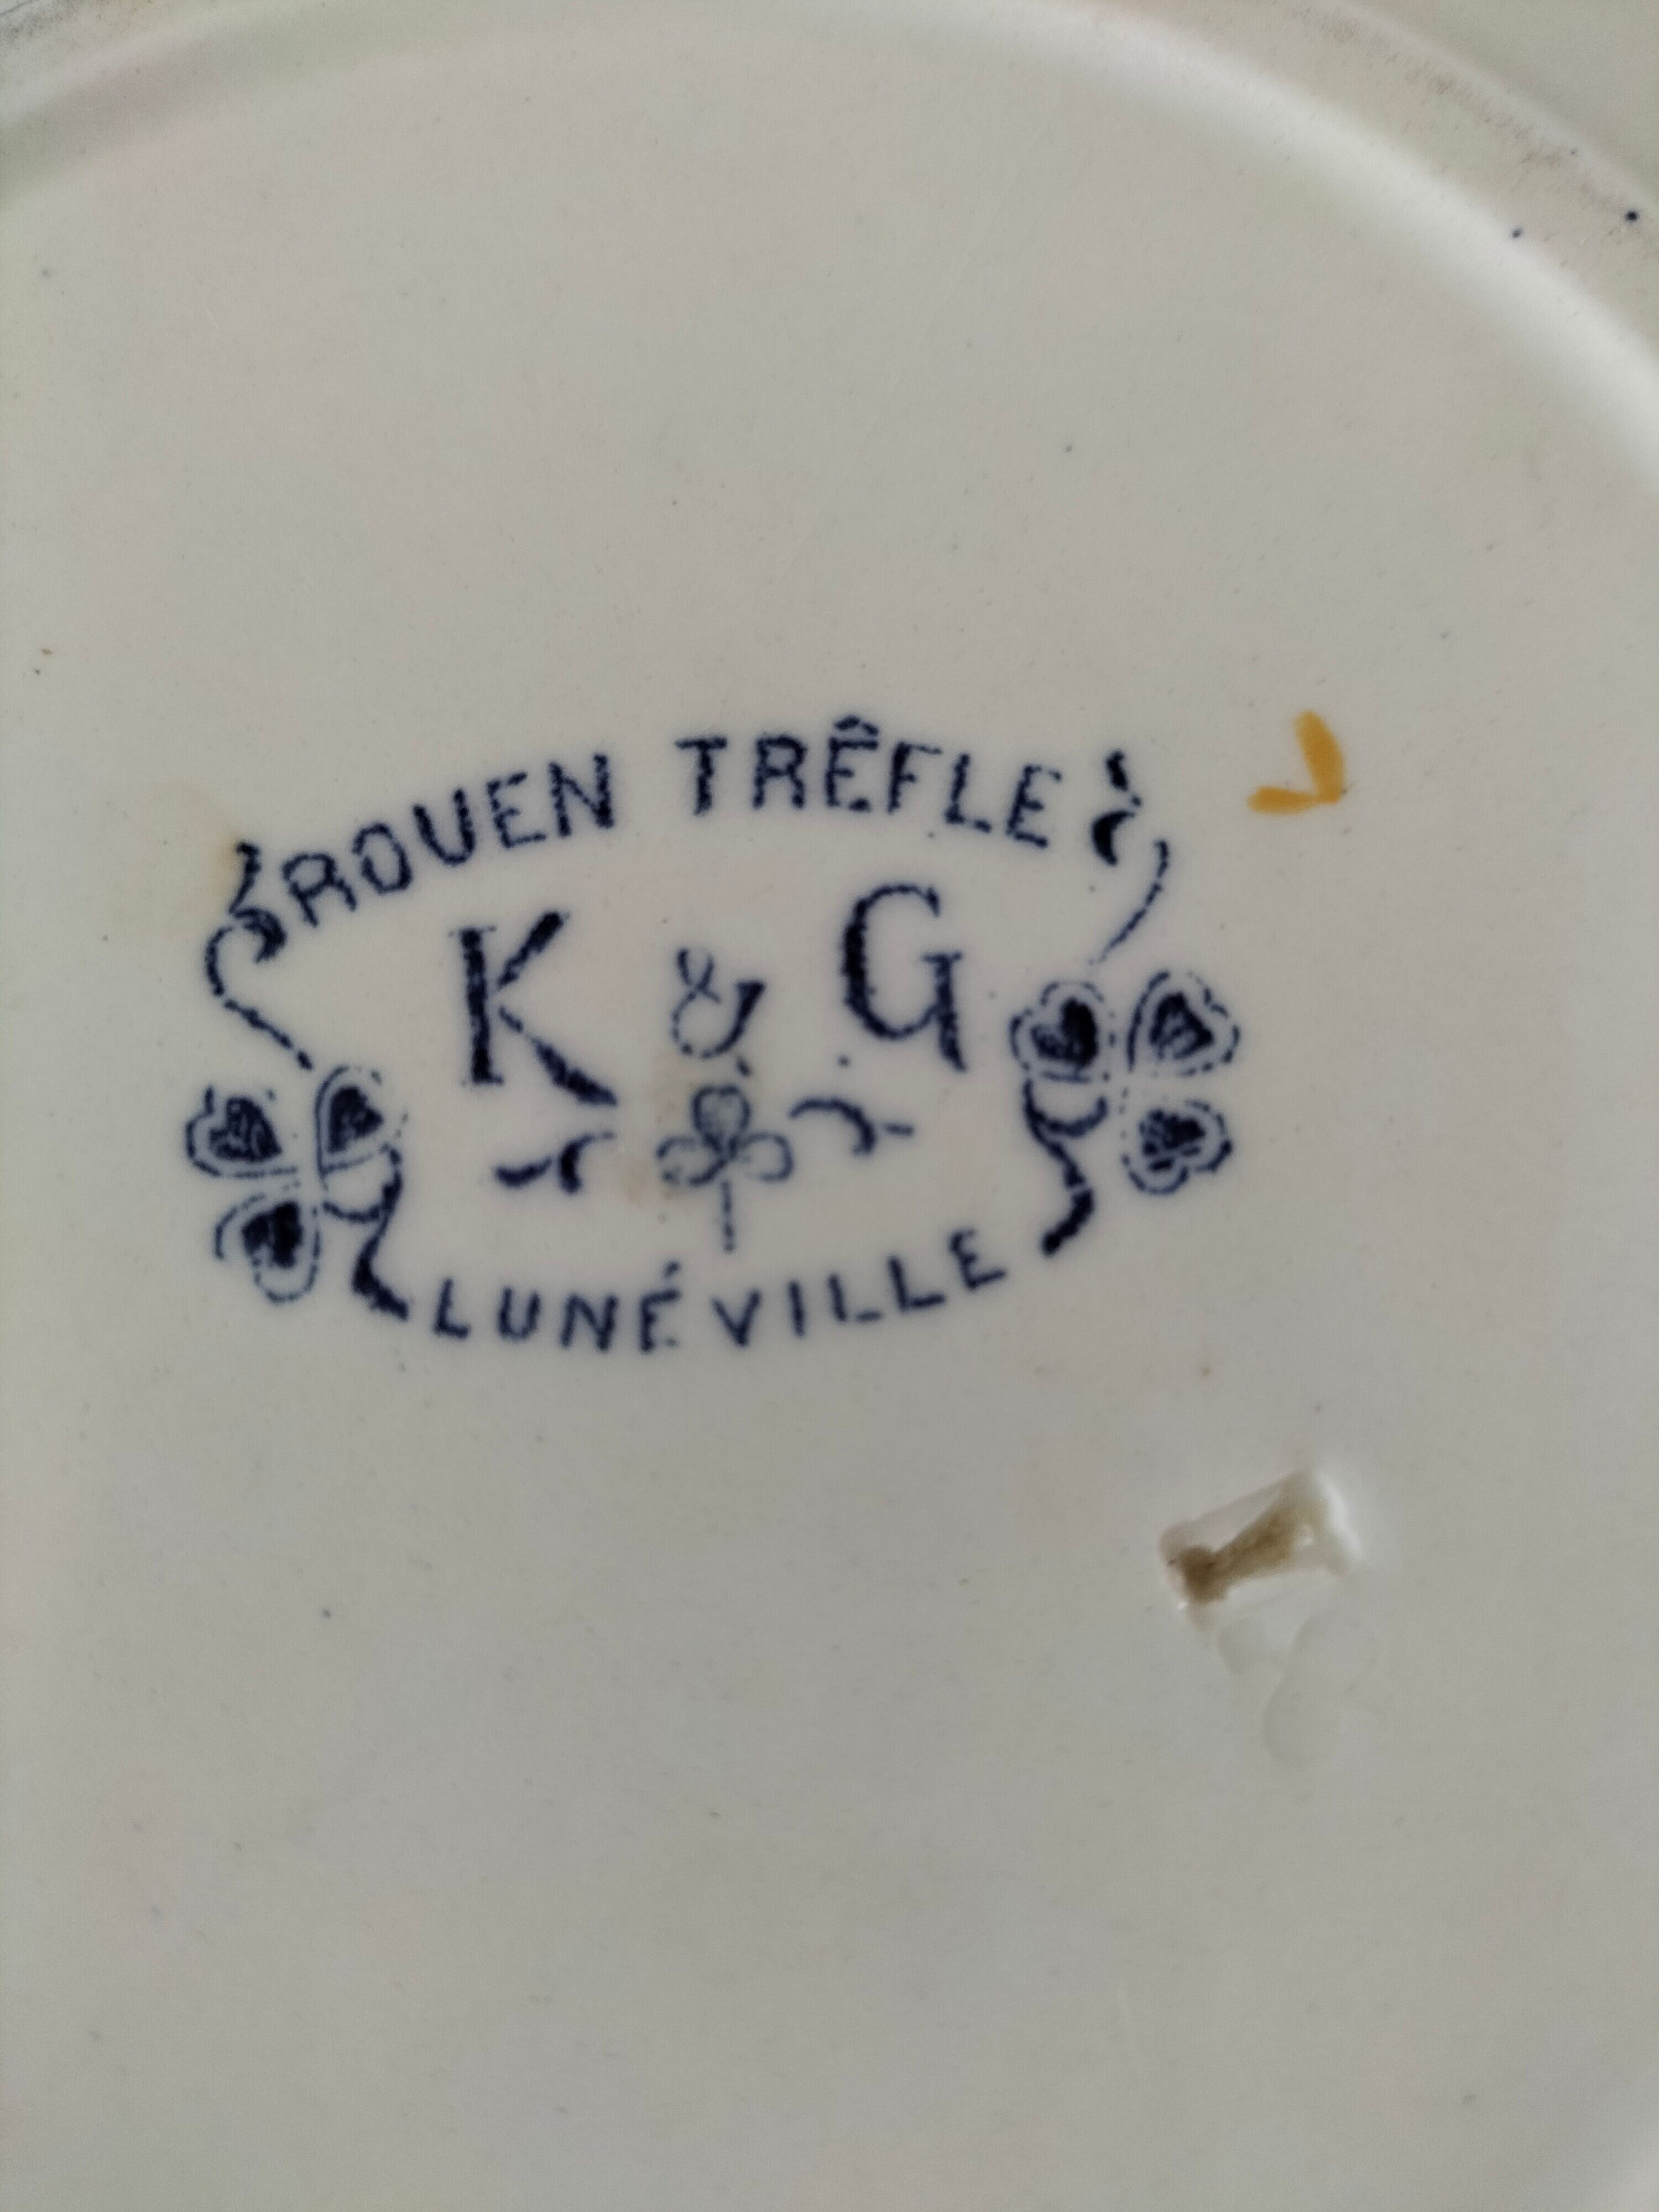 ROUEN TRÊFLE
K & G
LUNÉVILLE